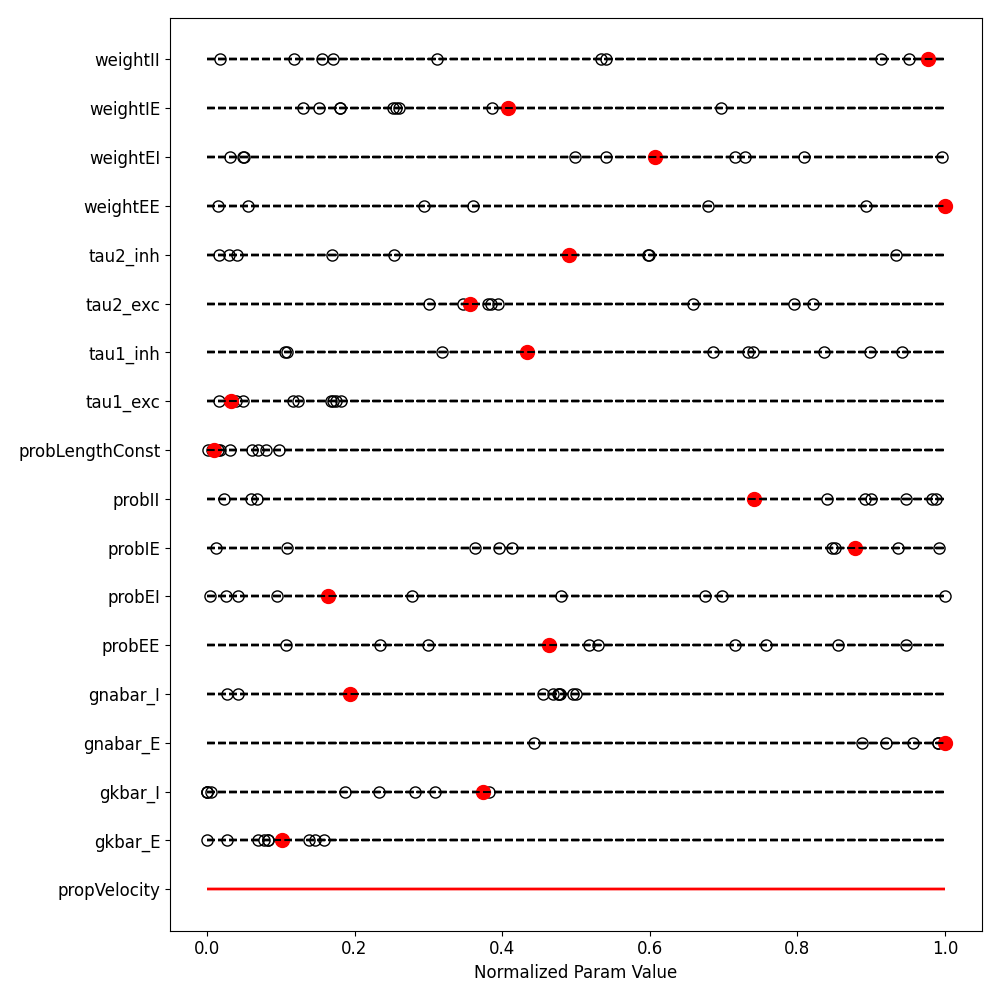 weightII
weightIE
weightEI
weightEE
tau2_inh
tau2_exc
tau1_inh
tau1_exc
probLengthConst
probII
probIE
probEI
probEE
gnabar_I
gnabar_E
gkbar_I
gkbar_E
propVelocity
0.0 0.2 0.4 0.6 0.8 1.0
Normalized Param Value